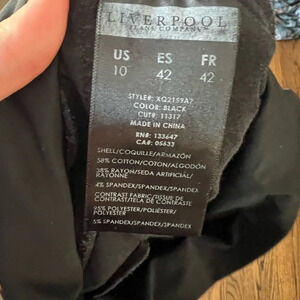 LIVERPOOL
JEANS COMPANY
US ES FR
10 42 42
STYLE#: XQ2159A7
COLOR: BLACK
CUT#: 11317
MADE IN CHINA
RN#: 133647
CA#: 05633
SHELL/COQUILLE/ARMAZÓN
58% COTTON/COTON/ALGODÓN
38% RAYON/SEDA ARTIFICIAL/
RAYONNE
4% SPANDEX/SPANDEX/SPANDEX
CONTRAST FABRIC/TISSU DE
CONTRAST/TELA DE CONTRASTE
95% POLYESTER/POLIÉSTER/
POLYESTER
5% SPANDEX/SPANDEX/SPANDEX